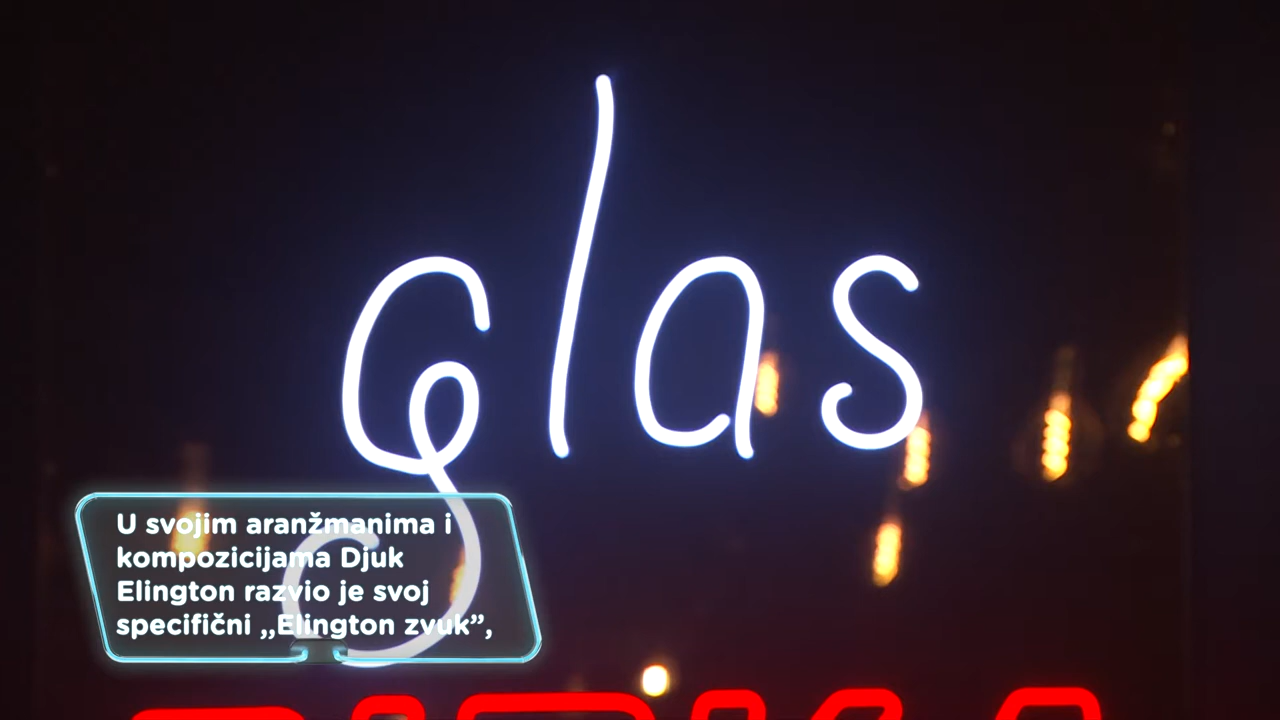 glas
U svojim aranžmanima i
kompozicijama Djuk
Elington razvio je svoj
specifični „Elington zvuk”,